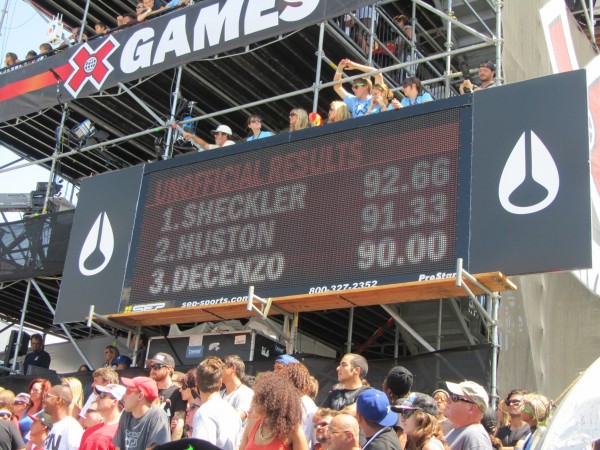 X GAMES
UNOFFICIAL RESULTS
1. SHECKLER 92.66
2. HUSTON 91.33
3. DECENZO 90.00
SEP sep-sports.com 800-327-2352 ProStar